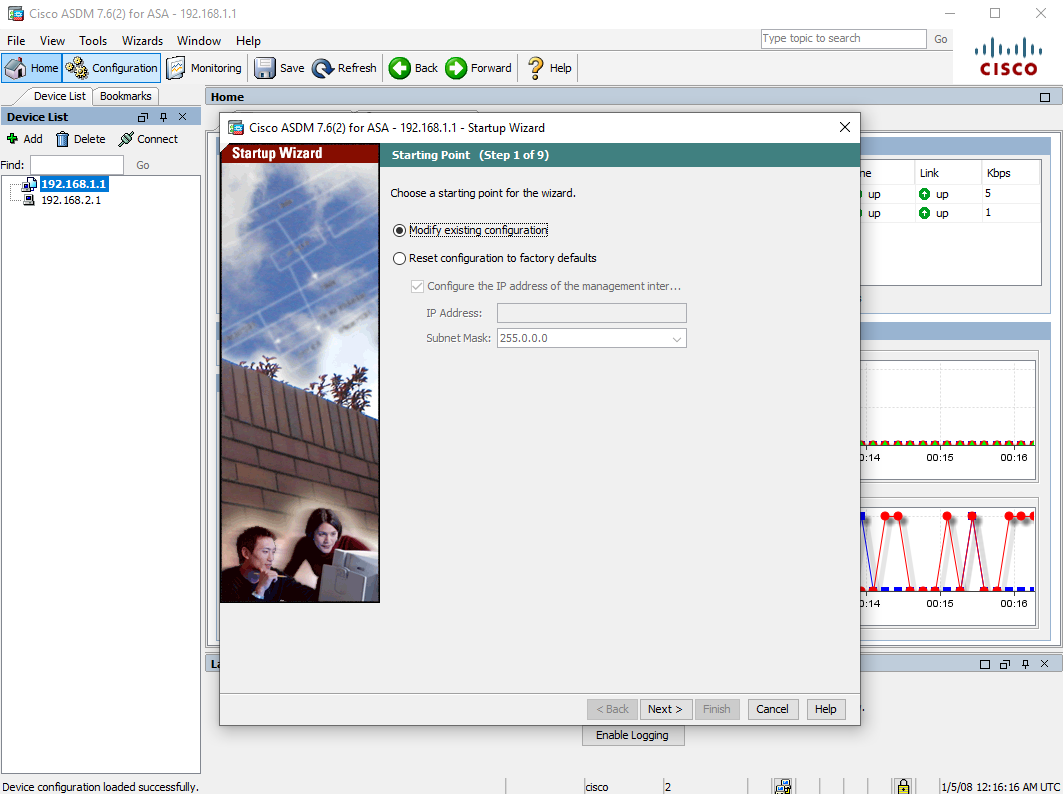 Cisco ASDM 7.6(2) for ASA - 192.168.1.1
File View Tools Wizards Window Help
Type topic to search
Go
Home Configuration Monitoring Save Refresh Back Forward Help
CISCO
Device List Bookmarks
Device List
Add Delete Connect
Find: Go
192.168.1.1
192.168.2.1
Home
Cisco ASDM 7.6(2) for ASA - 192.168.1.1 - Startup Wizard
Startup Wizard
Starting Point (Step 1 of 9)
Choose a starting point for the wizard.
Modify existing configuration
Reset configuration to factory defaults
Configure the IP address of the management inter...
IP Address:
Subnet Mask: 255.0.0.0
< Back Next > Finish Cancel Help
Link Kbps
up up 5
up up 1
00:15 00:16
00:15 00:16
Enable Logging
Device configuration loaded successfully.
cisco
2
1/5/08 12:16:16 AM UTC